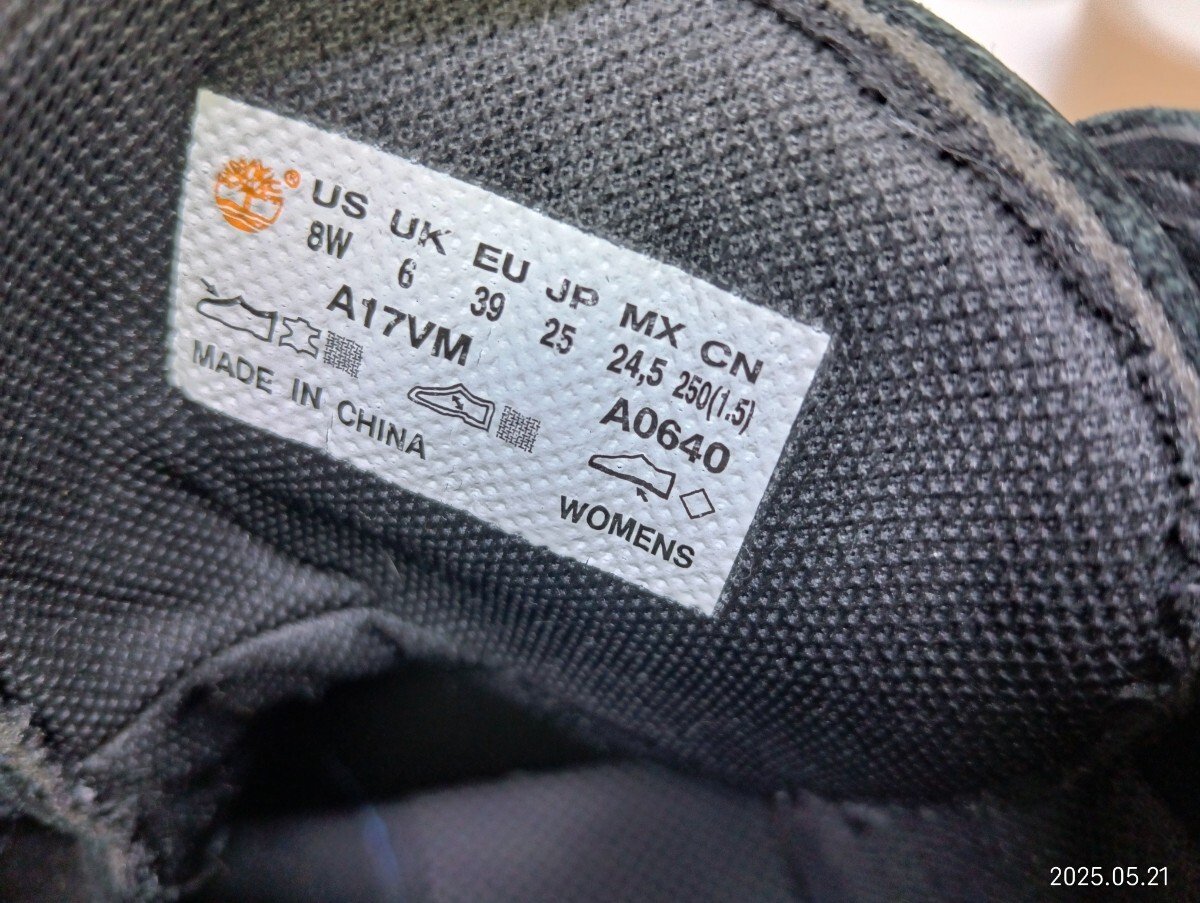 ® US UK EU JP MX CN
8W 6 39 25 24,5 250(1.5)
A17VM A0640
MADE IN CHINA WOMENS
2025.05.21